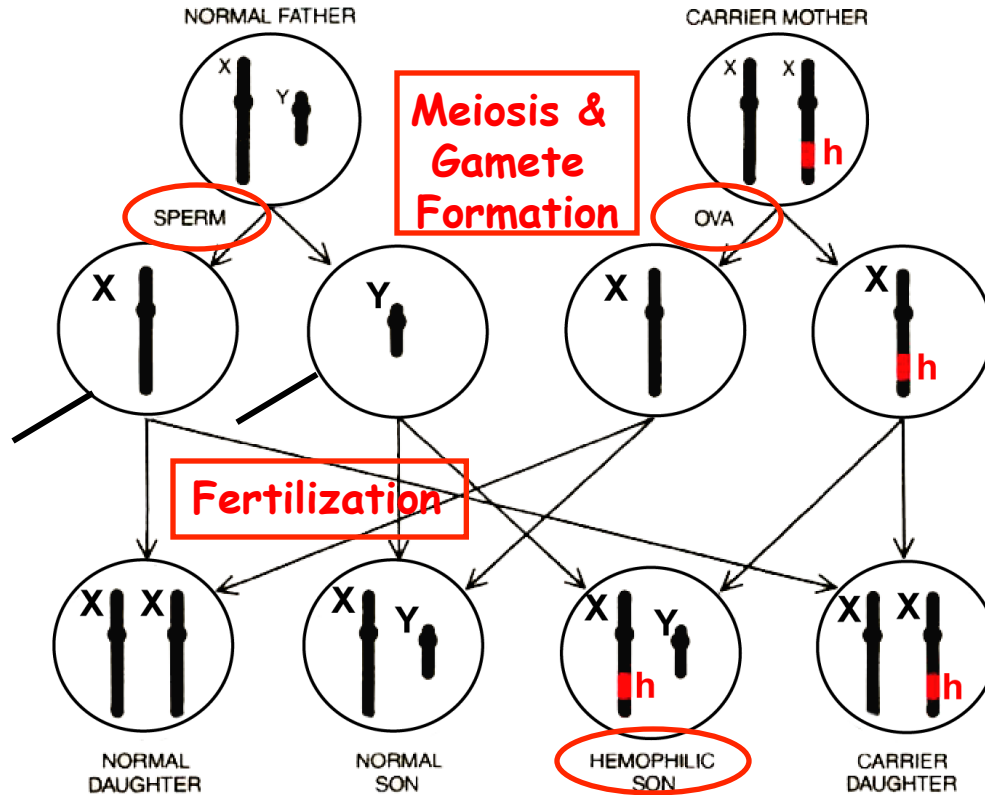 NORMAL FATHER
CARRIER MOTHER
X
Y
X
X
h
Meiosis &
Gamete
Formation
SPERM
OVA
X
Y
X
X
h
Fertilization
X
X
X
Y
X
Y
h
X
X
h
NORMAL
DAUGHTER
NORMAL
SON
HEMOPHILIC
SON
CARRIER
DAUGHTER